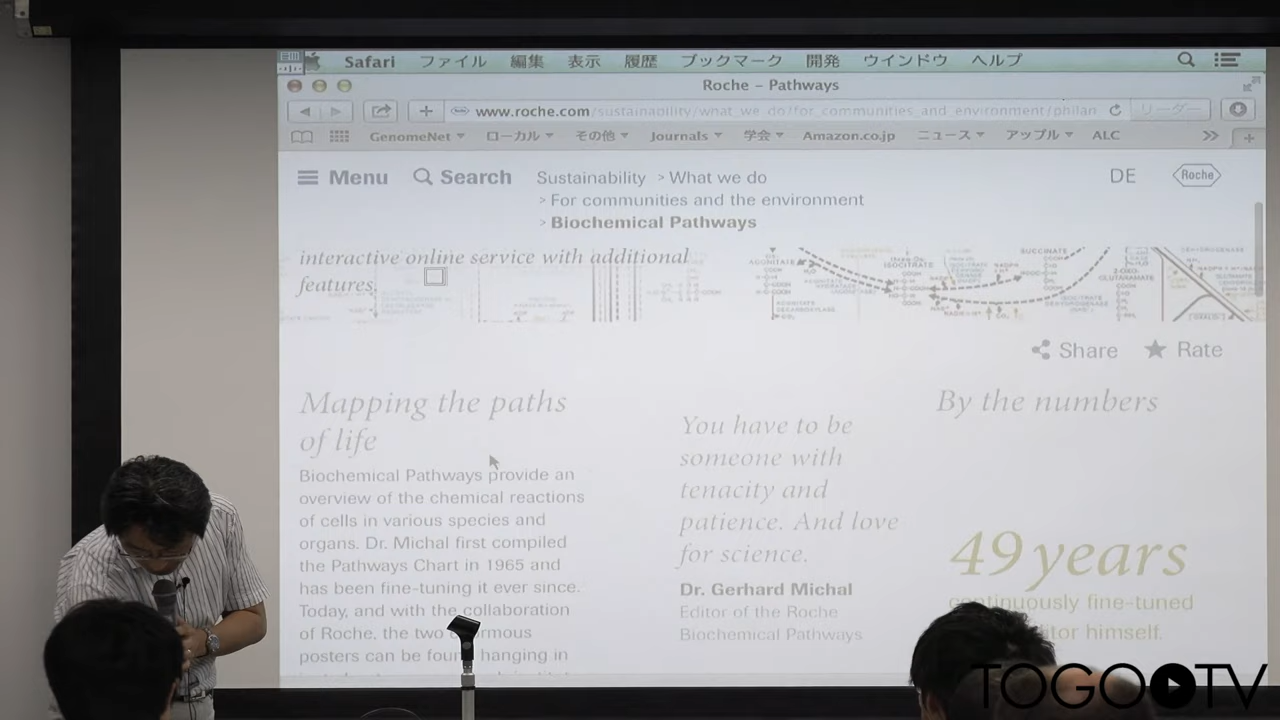 Safari ファイル 編集 表示 履歴 ブックマーク 開発 ウインドウ ヘルプ
Roche – Pathways
www.roche.com/sustainability/what_we_do/for_communities_and_environment/philan リーダー
GenomeNet ローカル その他 Journals 学会 Amazon.co.jp ニュース アップル ALC
Menu Search Sustainability > What we do DE Roche
> For communities and the environment
> Biochemical Pathways
interactive online service with additional
features.
SUCCINATE
ISOCITRATE
Share Rate
Mapping the paths
of life
Biochemical Pathways provide an
overview of the chemical reactions
of cells in various species and
organs. Dr. Michal first compiled
the Pathways Chart in 1965 and
has been fine-tuning it ever since.
Today, and with the collaboration
of Roche, the two enormous
posters can be found hanging in
You have to be
someone with
tenacity and
patience. And love
for science.
Dr. Gerhard Michal
Editor of the Roche
Biochemical Pathways
By the numbers
49 years
continuously fine-tuned
himself.
TOGO TV